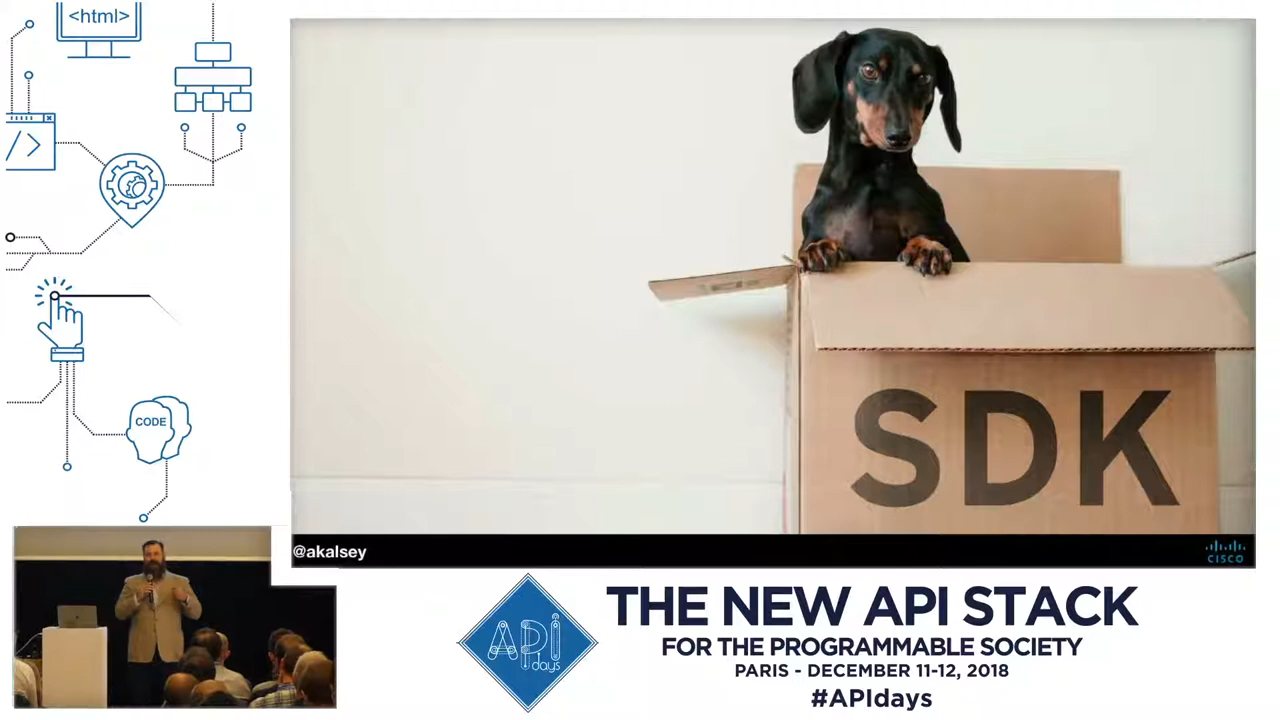 <html>
</>
CODE
SDK
@akalsey
CISCO
API
days
THE NEW API STACK
FOR THE PROGRAMMABLE SOCIETY
PARIS - DECEMBER 11-12, 2018
#APIdays